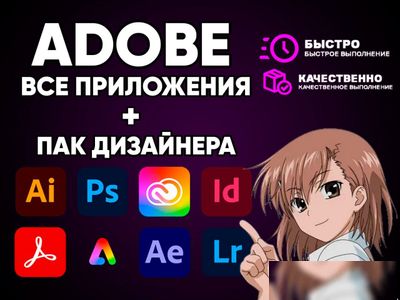 ADOBE
ВСЕ ПРИЛОЖЕНИЯ
+
ПАК ДИЗАЙНЕРА
БЫСТРО
БЫСТРОЕ ВЫПОЛНЕНИЕ
КАЧЕСТВЕННО
КАЧЕСТВЕННОЕ ВЫПОЛНЕНИЕ
Ai Ps Id
Ae Lr